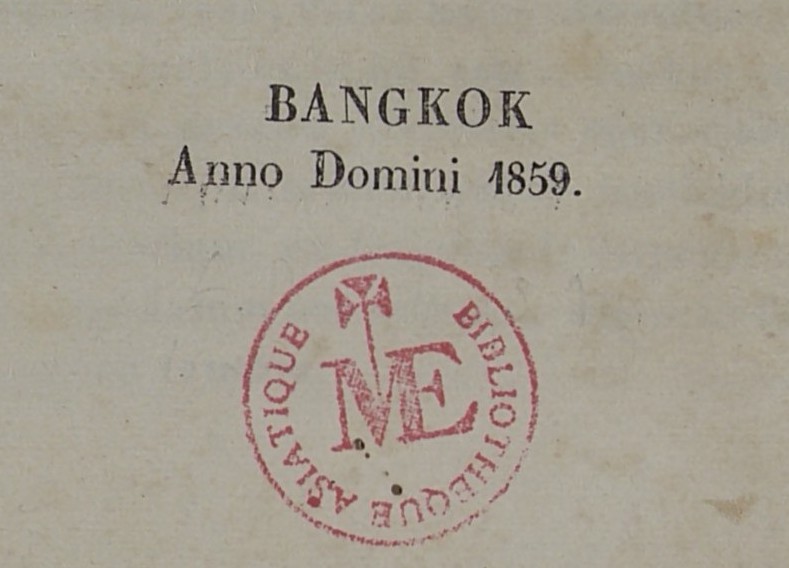 BANGKOK
Anno Domini 1859.
BIBLIOTHEQUE ASIATIQUE
ME